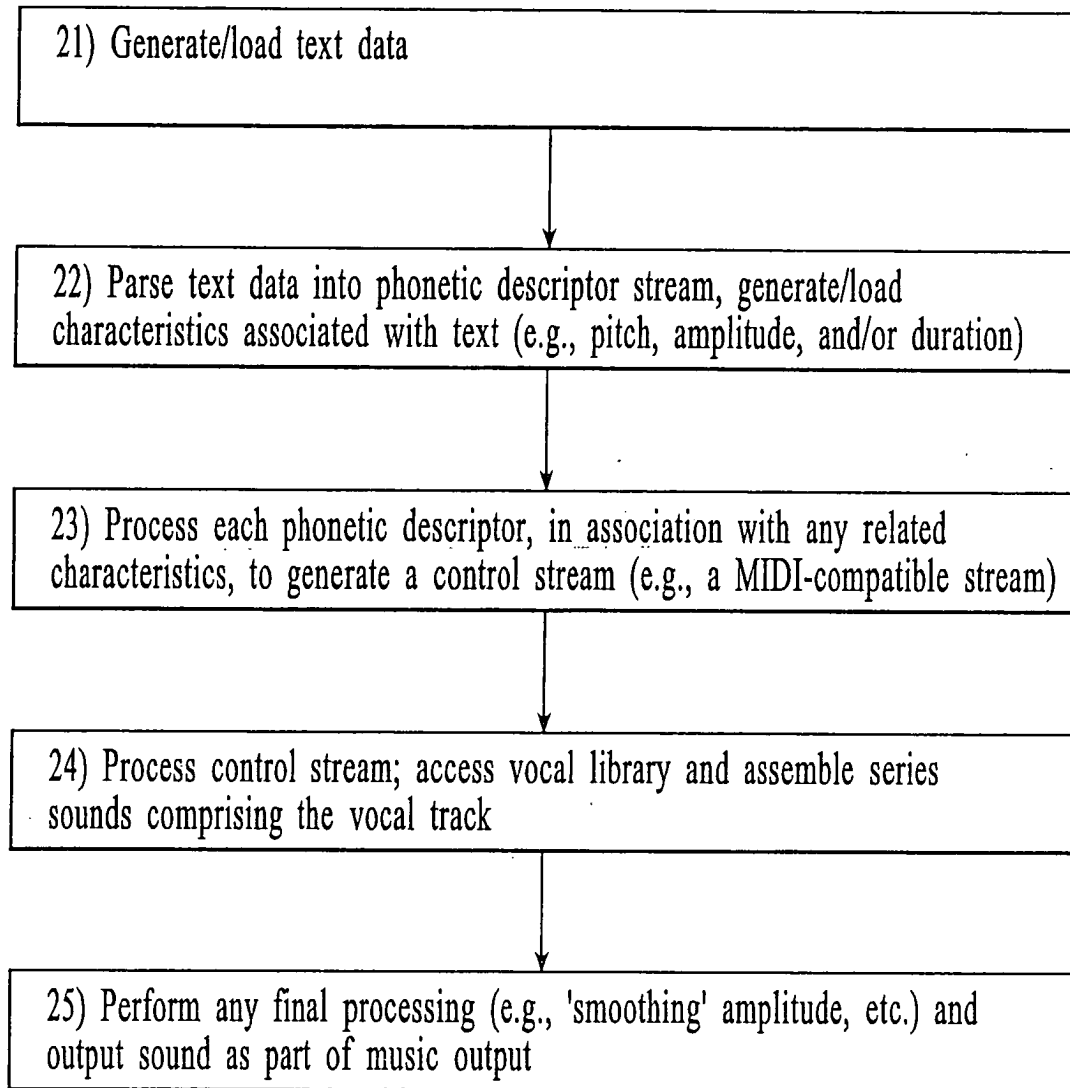 21) Generate/load text data
22) Parse text data into phonetic descriptor stream, generate/load
characteristics associated with text (e.g., pitch, amplitude, and/or duration)
23) Process each phonetic descriptor, in association with any related
characteristics, to generate a control stream (e.g., a MIDI-compatible stream)
24) Process control stream; access vocal library and assemble series
sounds comprising the vocal track
25) Perform any final processing (e.g., 'smoothing' amplitude, etc.) and
output sound as part of music output